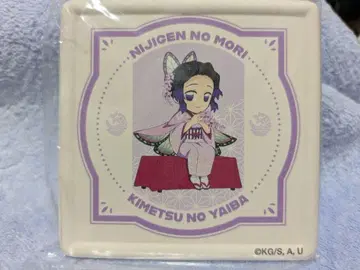 NIJIGEN NO MORI
KIMETSU NO YAIBA
©KG/S, A, U